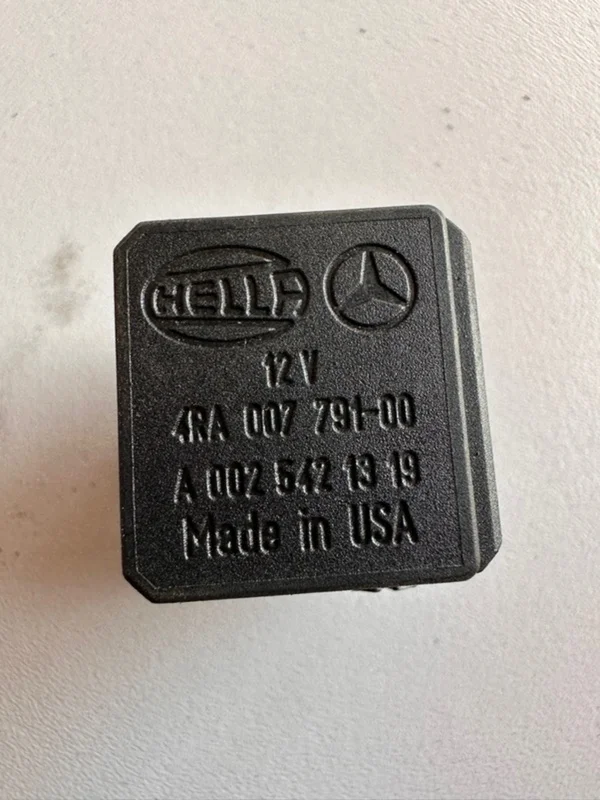 HELLA
12 V
4RA 007 791-00
A 002 542 13 19
Made in USA